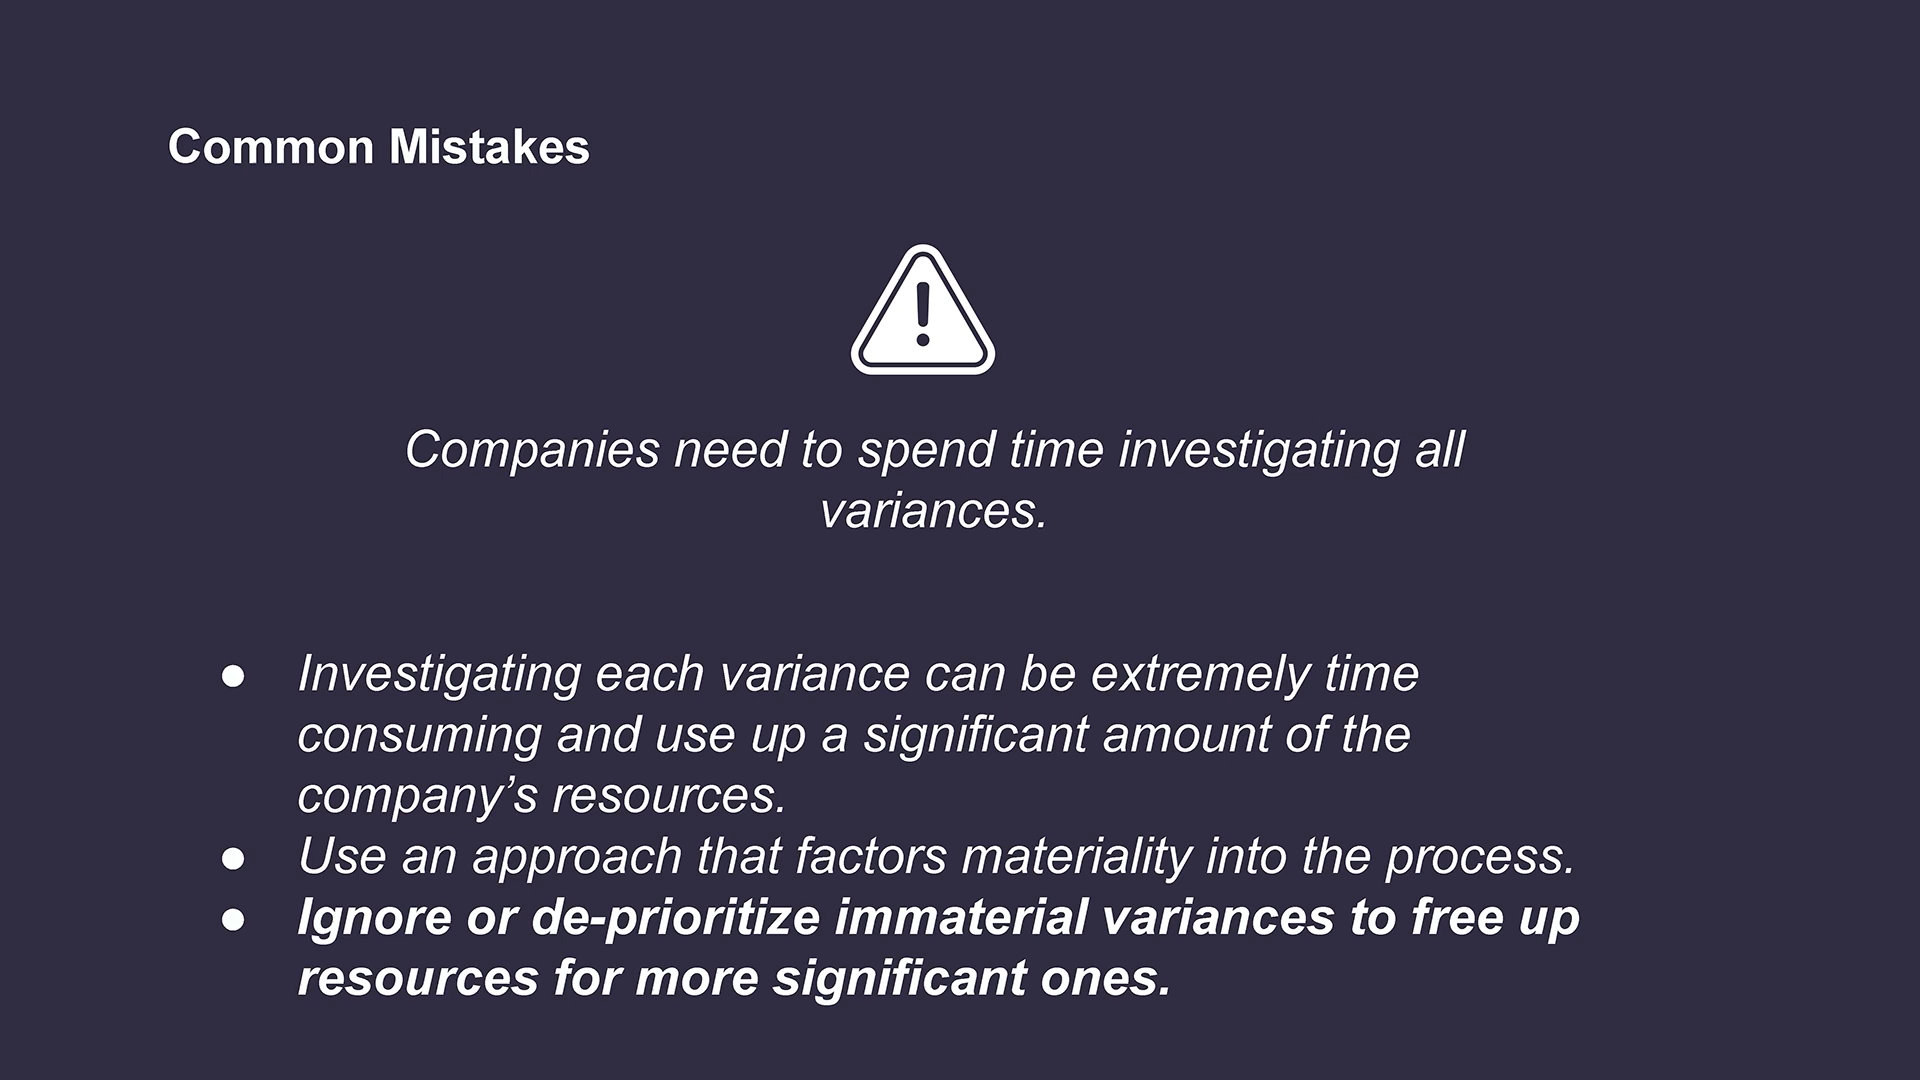 Common Mistakes
Companies need to spend time investigating all
variances.
● Investigating each variance can be extremely time
consuming and use up a significant amount of the
company’s resources.
● Use an approach that factors materiality into the process.
● Ignore or de-prioritize immaterial variances to free up
resources for more significant ones.